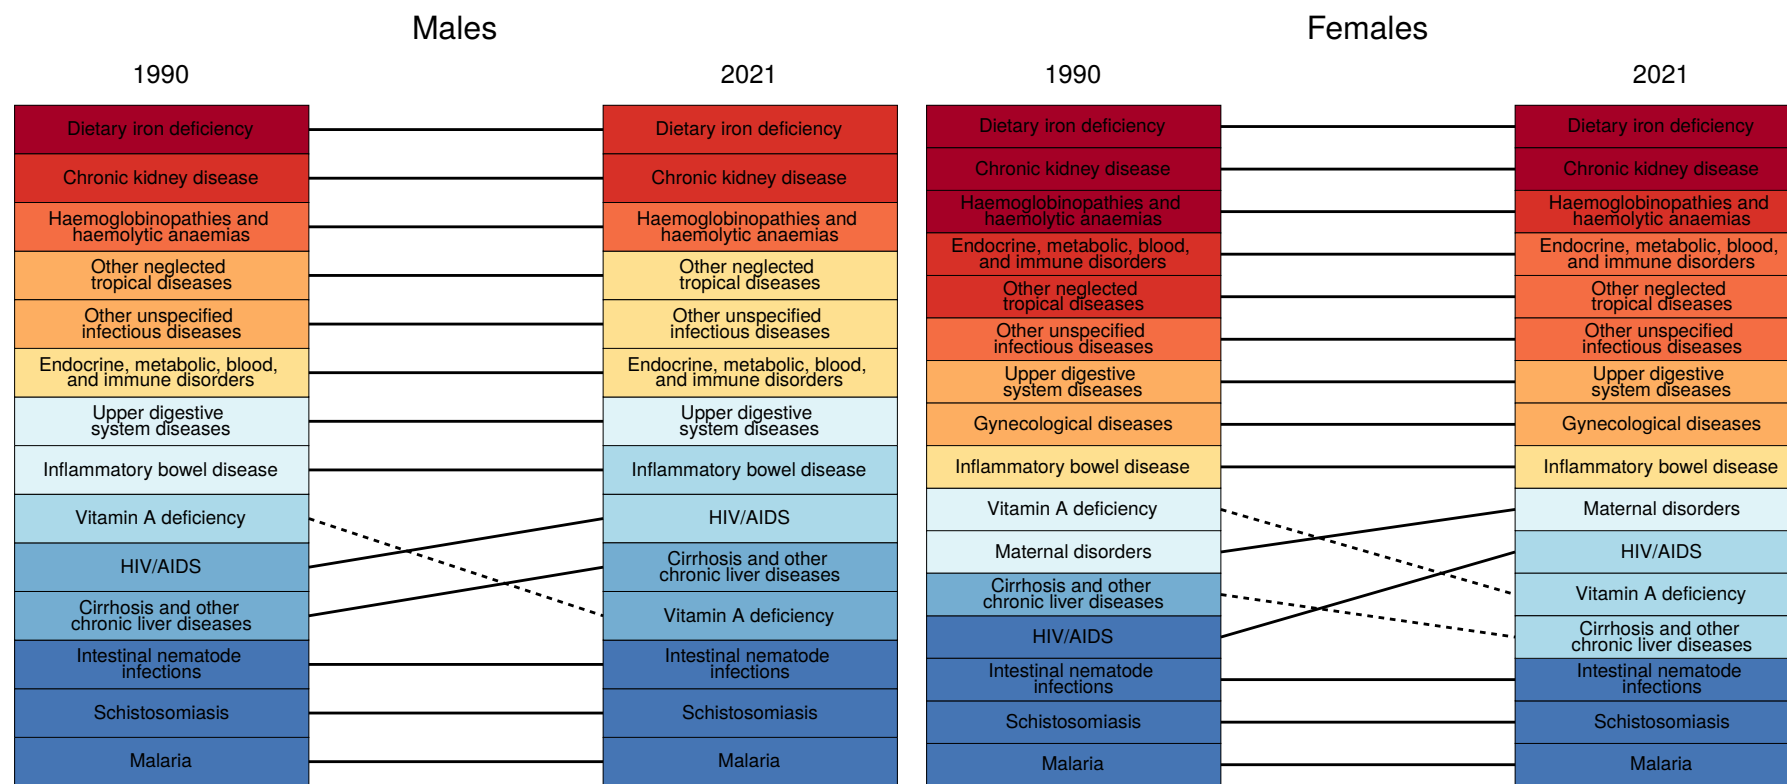 Males
1990
2021
Dietary iron deficiency
Chronic kidney disease
Haemoglobinopathies and
haemolytic anaemias
Other neglected
tropical diseases
Other unspecified
infectious diseases
Endocrine, metabolic, blood,
and immune disorders
Upper digestive
system diseases
Inflammatory bowel disease
Vitamin A deficiency
HIV/AIDS
Cirrhosis and other
chronic liver diseases
Intestinal nematode
infections
Schistosomiasis
Malaria
Dietary iron deficiency
Chronic kidney disease
Haemoglobinopathies and
haemolytic anaemias
Other neglected
tropical diseases
Other unspecified
infectious diseases
Endocrine, metabolic, blood,
and immune disorders
Upper digestive
system diseases
Inflammatory bowel disease
HIV/AIDS
Cirrhosis and other
chronic liver diseases
Vitamin A deficiency
Intestinal nematode
infections
Schistosomiasis
Malaria
Females
1990
2021
Dietary iron deficiency
Chronic kidney disease
Haemoglobinopathies and
haemolytic anaemias
Endocrine, metabolic, blood,
and immune disorders
Other neglected
tropical diseases
Other unspecified
infectious diseases
Upper digestive
system diseases
Gynecological diseases
Inflammatory bowel disease
Vitamin A deficiency
Maternal disorders
Cirrhosis and other
chronic liver diseases
HIV/AIDS
Intestinal nematode
infections
Schistosomiasis
Malaria
Dietary iron deficiency
Chronic kidney disease
Haemoglobinopathies and
haemolytic anaemias
Endocrine, metabolic, blood,
and immune disorders
Other neglected
tropical diseases
Other unspecified
infectious diseases
Upper digestive
system diseases
Gynecological diseases
Inflammatory bowel disease
Maternal disorders
HIV/AIDS
Vitamin A deficiency
Cirrhosis and other
chronic liver diseases
Intestinal nematode
infections
Schistosomiasis
Malaria